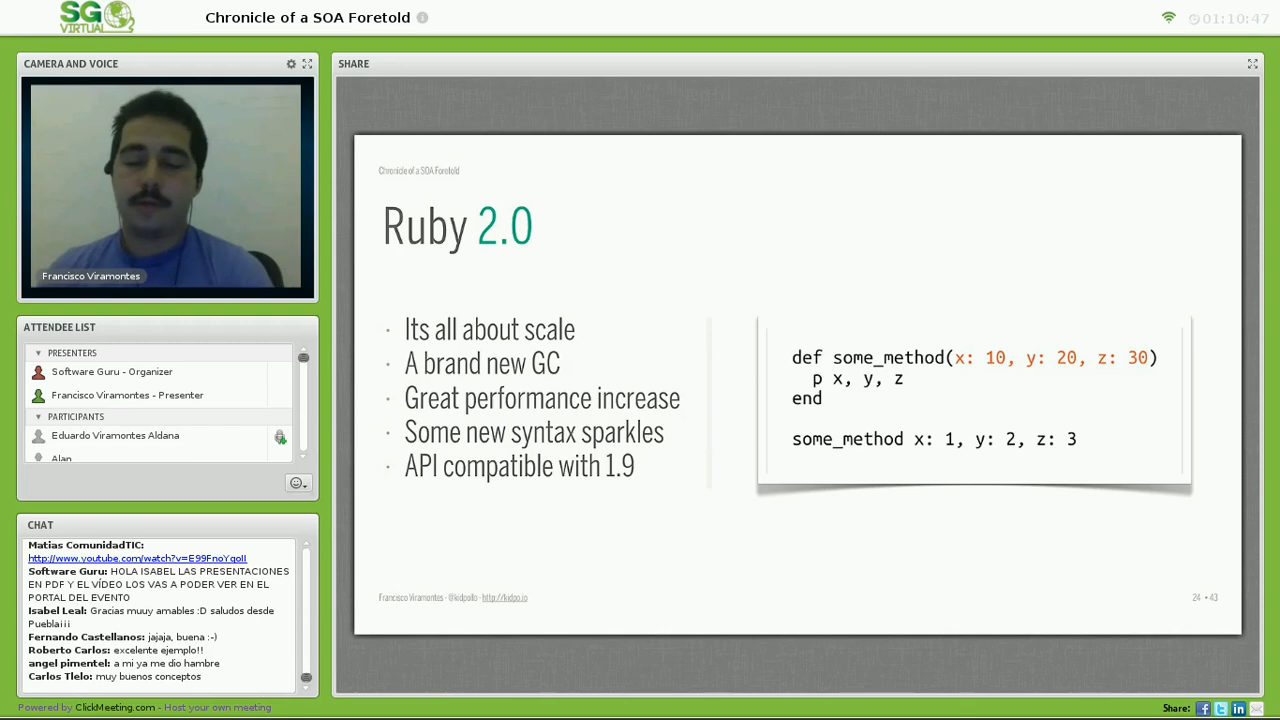 SG
VIRTUAL
Chronicle of a SOA Foretold
01:10:47
CAMERA AND VOICE
Francisco Viramontes
ATTENDEE LIST
PRESENTERS
Software Guru - Organizer
Francisco Viramontes - Presenter
PARTICIPANTS
Eduardo Viramontes Aldana
Alan
CHAT
Matias ComunidadTIC:
http://www.youtube.com/watch?v=E99FnoYqoII
Software Guru: HOLA ISABEL LAS PRESENTACIONES
EN PDF Y EL VÍDEO LOS VAS A PODER VER EN EL
PORTAL DEL EVENTO
Isabel Leal: Gracias muuy amables :D saludos desde
Pueblaiii
Fernando Castellanos: jajaja, buena :-)
Roberto Carlos: excelente ejemplo!!
angel pimentel: a mi ya me dio hambre
Carlos Tlelo: muy buenos conceptos
SHARE
Chronicle of a SOA Foretold
Ruby 2.0
· Its all about scale
· A brand new GC
· Great performance increase
· Some new syntax sparkles
· API compatible with 1.9
def some_method(x: 10, y: 20, z: 30)
p x, y, z
end
some_method x: 1, y: 2, z: 3
Francisco Viramontes - @kidpollo - http://kidpo.io
24 • 43
Powered by ClickMeeting.com - Host your own meeting
Share: